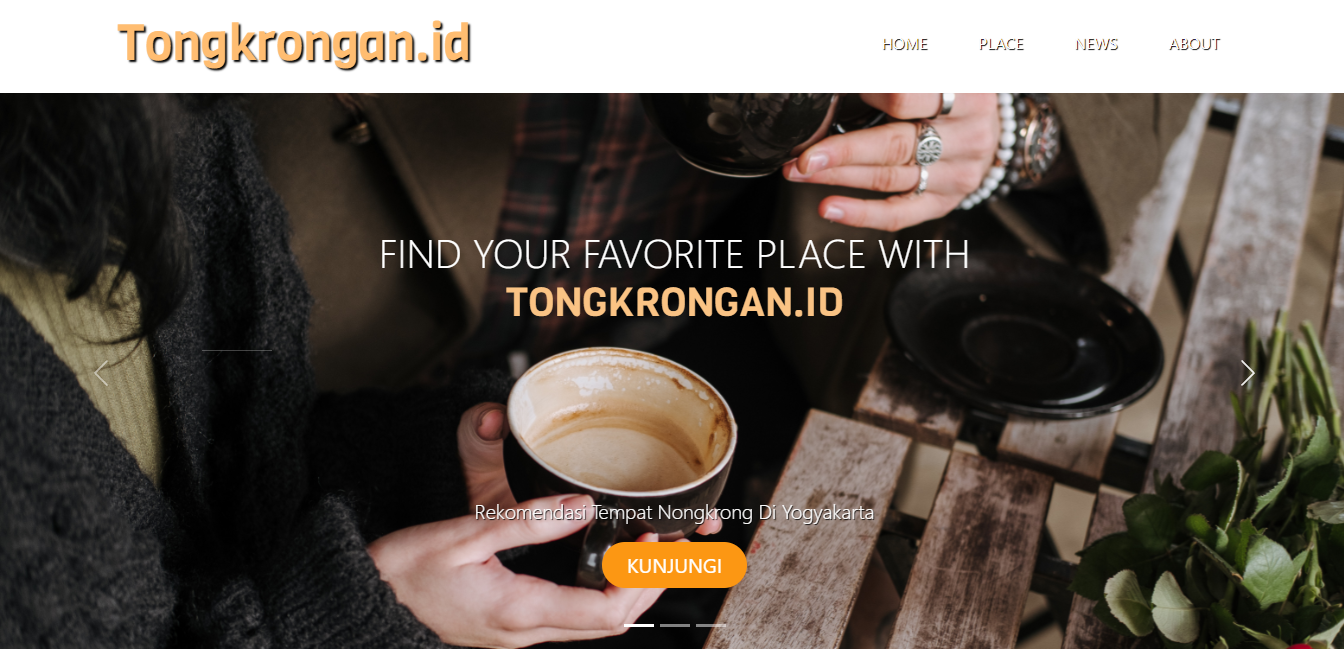 Tongkrongan.id
HOME PLACE NEWS ABOUT
FIND YOUR FAVORITE PLACE WITH
TONGKRONGAN.ID
Rekomendasi Tempat Nongkrong Di Yogyakarta
KUNJUNGI